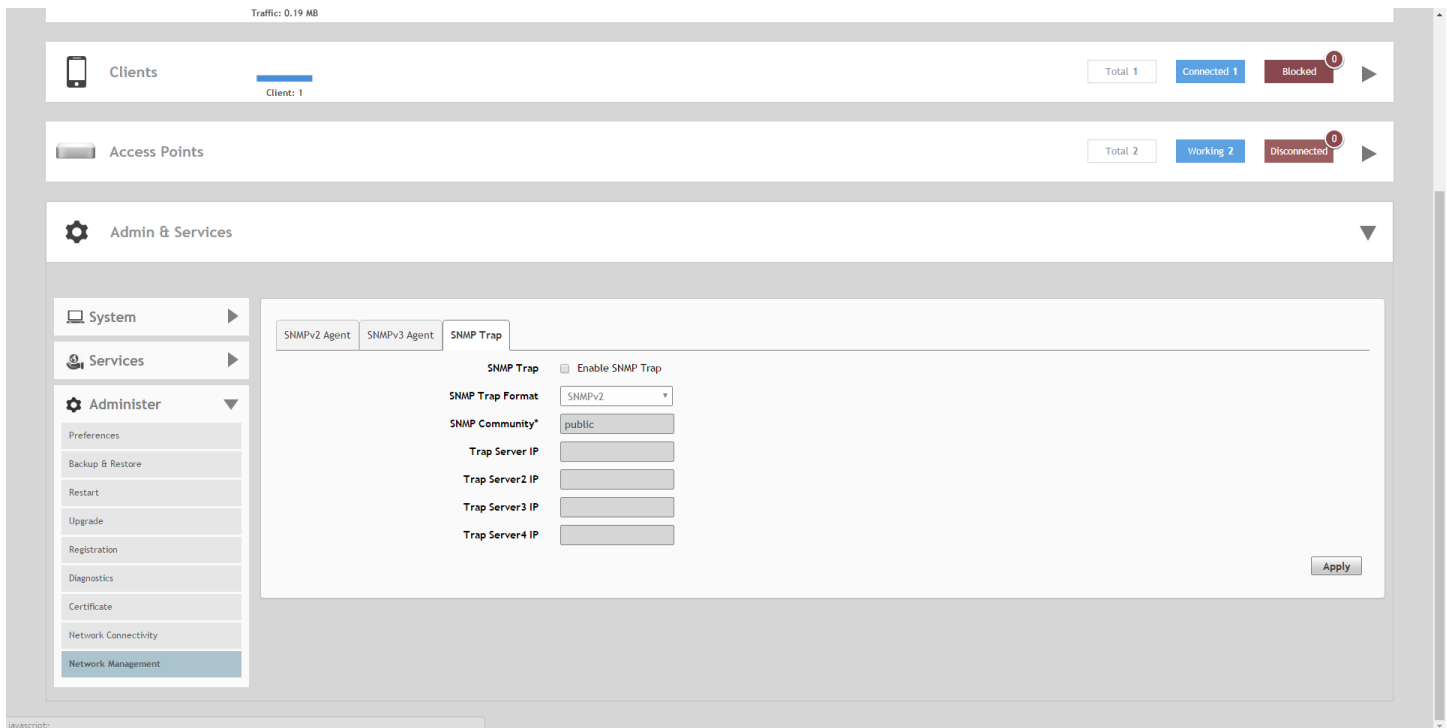 Traffic: 0.19 MB
Clients
Client: 1
Total 1
Connected 1
Blocked
0
Access Points
Total 2
Working 2
Disconnected
0
Admin & Services
System
Services
Administer
Preferences
Backup & Restore
Restart
Upgrade
Registration
Diagnostics
Certificate
Network Connectivity
Network Management
SNMPv2 Agent
SNMPv3 Agent
SNMP Trap
SNMP Trap Enable SNMP Trap
SNMP Trap Format SNMPv2
SNMP Community* public
Trap Server IP
Trap Server2 IP
Trap Server3 IP
Trap Server4 IP
Apply
javascript:;